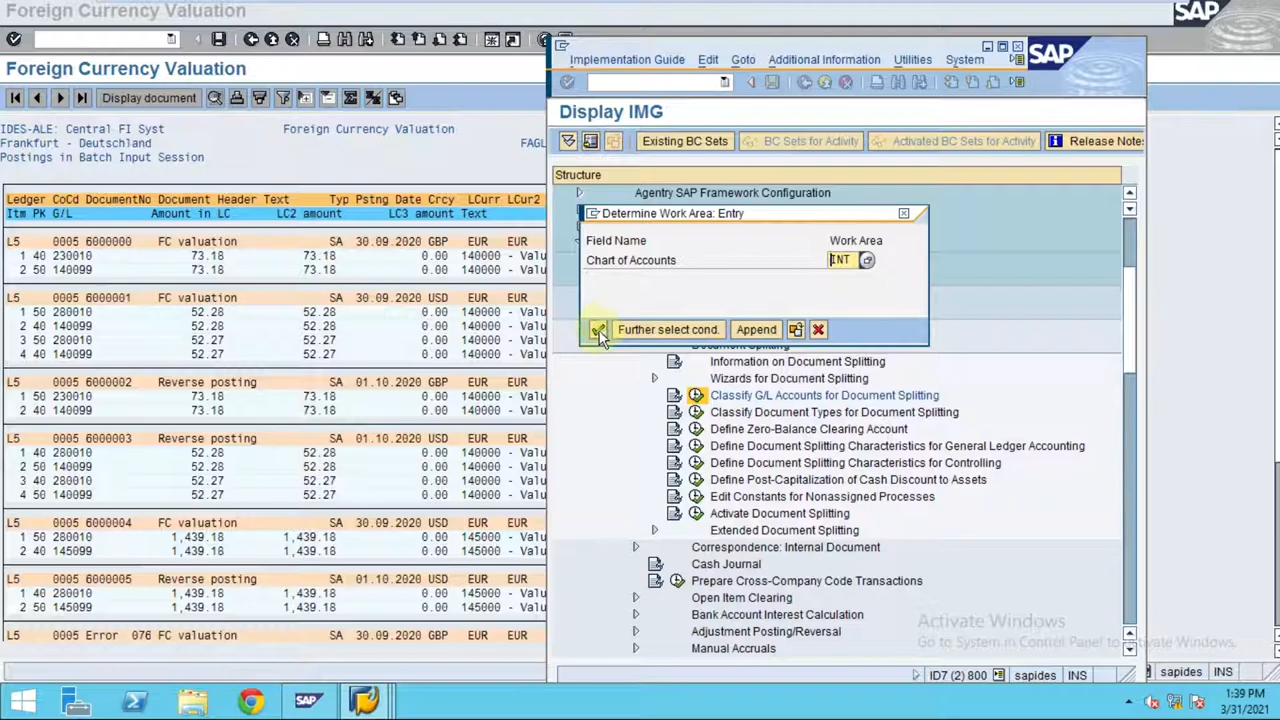 Foreign Currency Valuation
SAP
Foreign Currency Valuation
Display document
IDES-ALE: Central FI Syst Foreign Currency Valuation
Frankfurt - Deutschland FAGL
Postings in Batch Input Session
Ledger CoCd DocumentNo Document Header Text Typ Pstng Date Crcy LCurr LCur2
Itm PK G/L Amount in LC LC2 amount LC3 amount Text
L5 0005 6000000 FC valuation SA 30.09.2020 GBP EUR EUR
1 40 230010 73.18 73.18 0.00 140000 - Valu
2 50 140099 73.18 73.18 0.00 140000 - Valu
L5 0005 6000001 FC valuation SA 30.09.2020 USD EUR EUR
1 50 280010 52.28 52.28 0.00 140000 - Valu
2 40 140099 52.28 52.28 0.00 140000 - Valu
3 50 280010 52.27 52.27 0.00 140000 - Valu
4 40 140099 52.27 52.27 0.00 140000 - Valu
L5 0005 6000002 Reverse posting SA 01.10.2020 GBP EUR EUR
1 50 230010 73.18 73.18 0.00 140000 - Valu
2 40 140099 73.18 73.18 0.00 140000 - Valu
L5 0005 6000003 Reverse posting SA 01.10.2020 USD EUR EUR
1 40 280010 52.28 52.28 0.00 140000 - Valu
2 50 140099 52.28 52.28 0.00 140000 - Valu
3 40 280010 52.27 52.27 0.00 140000 - Valu
4 50 140099 52.27 52.27 0.00 140000 - Valu
L5 0005 6000004 FC valuation SA 30.09.2020 USD EUR EUR
1 50 280010 1,439.18 1,439.18 0.00 145000 - Valu
2 40 145099 1,439.18 1,439.18 0.00 145000 - Valu
L5 0005 6000005 Reverse posting SA 01.10.2020 USD EUR EUR
1 40 280010 1,439.18 1,439.18 0.00 145000 - Valu
2 50 145099 1,439.18 1,439.18 0.00 145000 - Valu
L5 0005 Error 076 FC valuation SA 30.09.2020 GBP EUR EUR
Implementation Guide Edit Goto Additional Information Utilities System
SAP
Display IMG
Existing BC Sets BC Sets for Activity Activated BC Sets for Activity Release Notes
Structure
Agentry SAP Framework Configuration
Determine Work Area: Entry
Field Name Work Area
Chart of Accounts INT
Further select cond. Append
Document Splitting
Information on Document Splitting
Wizards for Document Splitting
Classify G/L Accounts for Document Splitting
Classify Document Types for Document Splitting
Define Zero-Balance Clearing Account
Define Document Splitting Characteristics for General Ledger Accounting
Define Document Splitting Characteristics for Controlling
Define Post-Capitalization of Cash Discount to Assets
Edit Constants for Nonassigned Processes
Activate Document Splitting
Extended Document Splitting
Correspondence: Internal Document
Cash Journal
Prepare Cross-Company Code Transactions
Open Item Clearing
Bank Account Interest Calculation
Adjustment Posting/Reversal
Manual Accruals
Activate Windows
Go to System in Control Panel to Activate Windows.
ID7 (2) 800 sapides INS
sapides INS
SAP
1:39 PM
3/31/2021